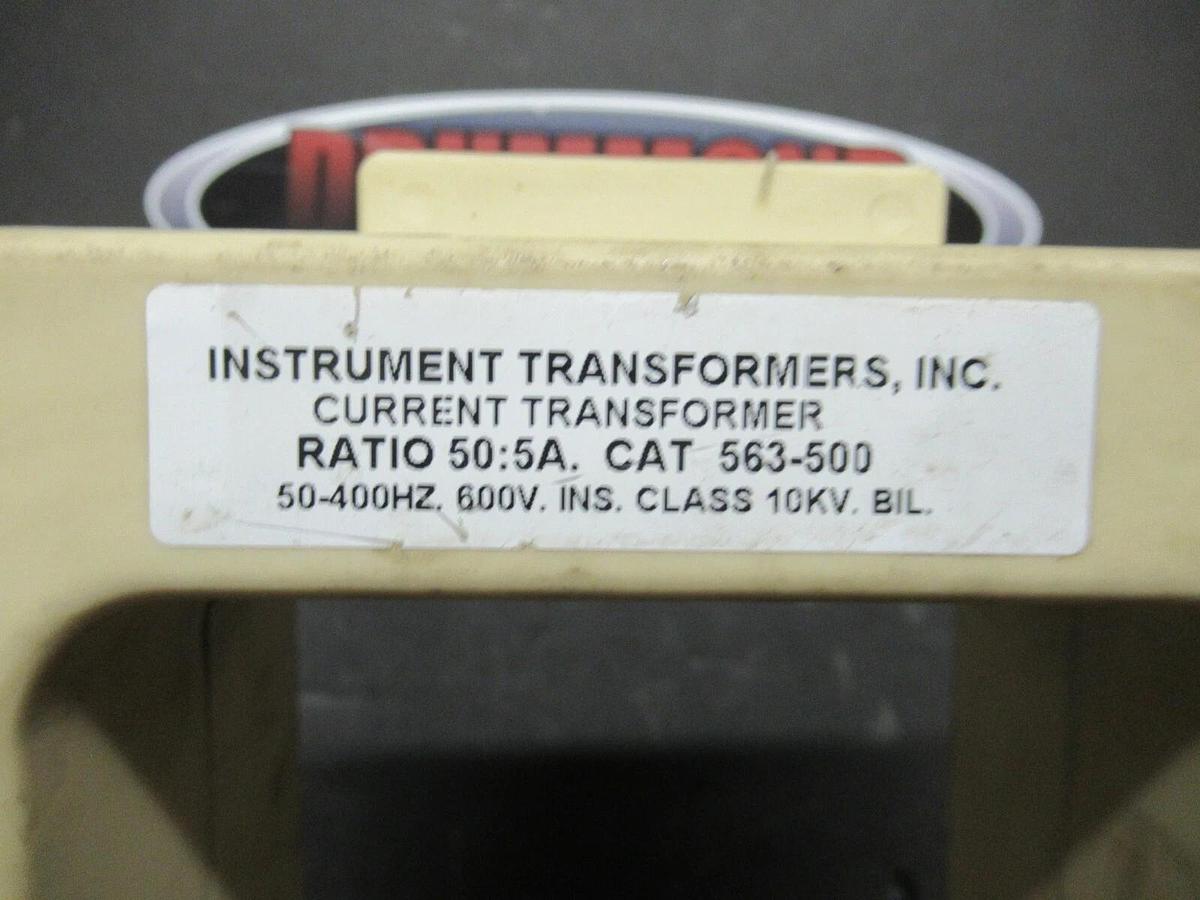 INSTRUMENT TRANSFORMERS, INC.
CURRENT TRANSFORMER
RATIO 50:5A. CAT 563-500
50-400HZ. 600V. INS. CLASS 10KV. BIL.